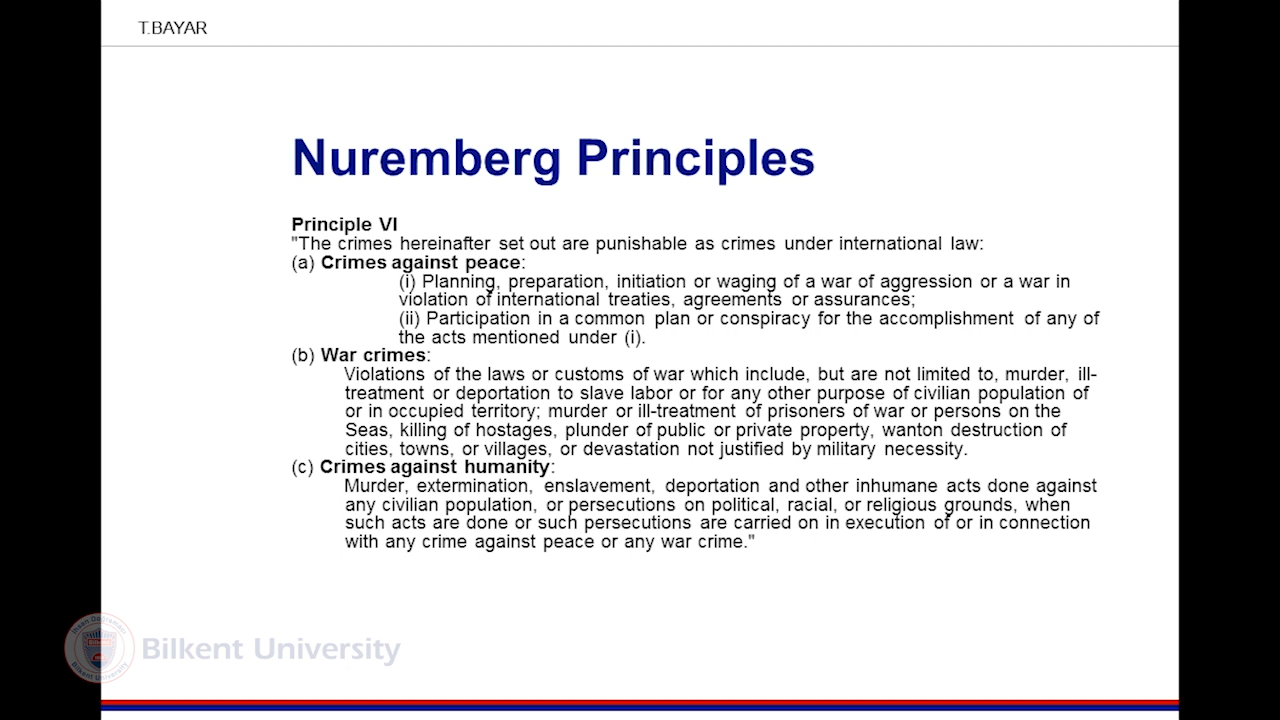 T.BAYAR
Nuremberg Principles
Principle VI
"The crimes hereinafter set out are punishable as crimes under international law:
(a) Crimes against peace:
(i) Planning, preparation, initiation or waging of a war of aggression or a war in
violation of international treaties, agreements or assurances;
(ii) Participation in a common plan or conspiracy for the accomplishment of any of
the acts mentioned under (i).
(b) War crimes:
Violations of the laws or customs of war which include, but are not limited to, murder, ill-
treatment or deportation to slave labor or for any other purpose of civilian population of
or in occupied territory; murder or ill-treatment of prisoners of war or persons on the
Seas, killing of hostages, plunder of public or private property, wanton destruction of
cities, towns, or villages, or devastation not justified by military necessity.
(c) Crimes against humanity:
Murder, extermination, enslavement, deportation and other inhumane acts done against
any civilian population, or persecutions on political, racial, or religious grounds, when
such acts are done or such persecutions are carried on in execution of or in connection
with any crime against peace or any war crime."
Bilkent University